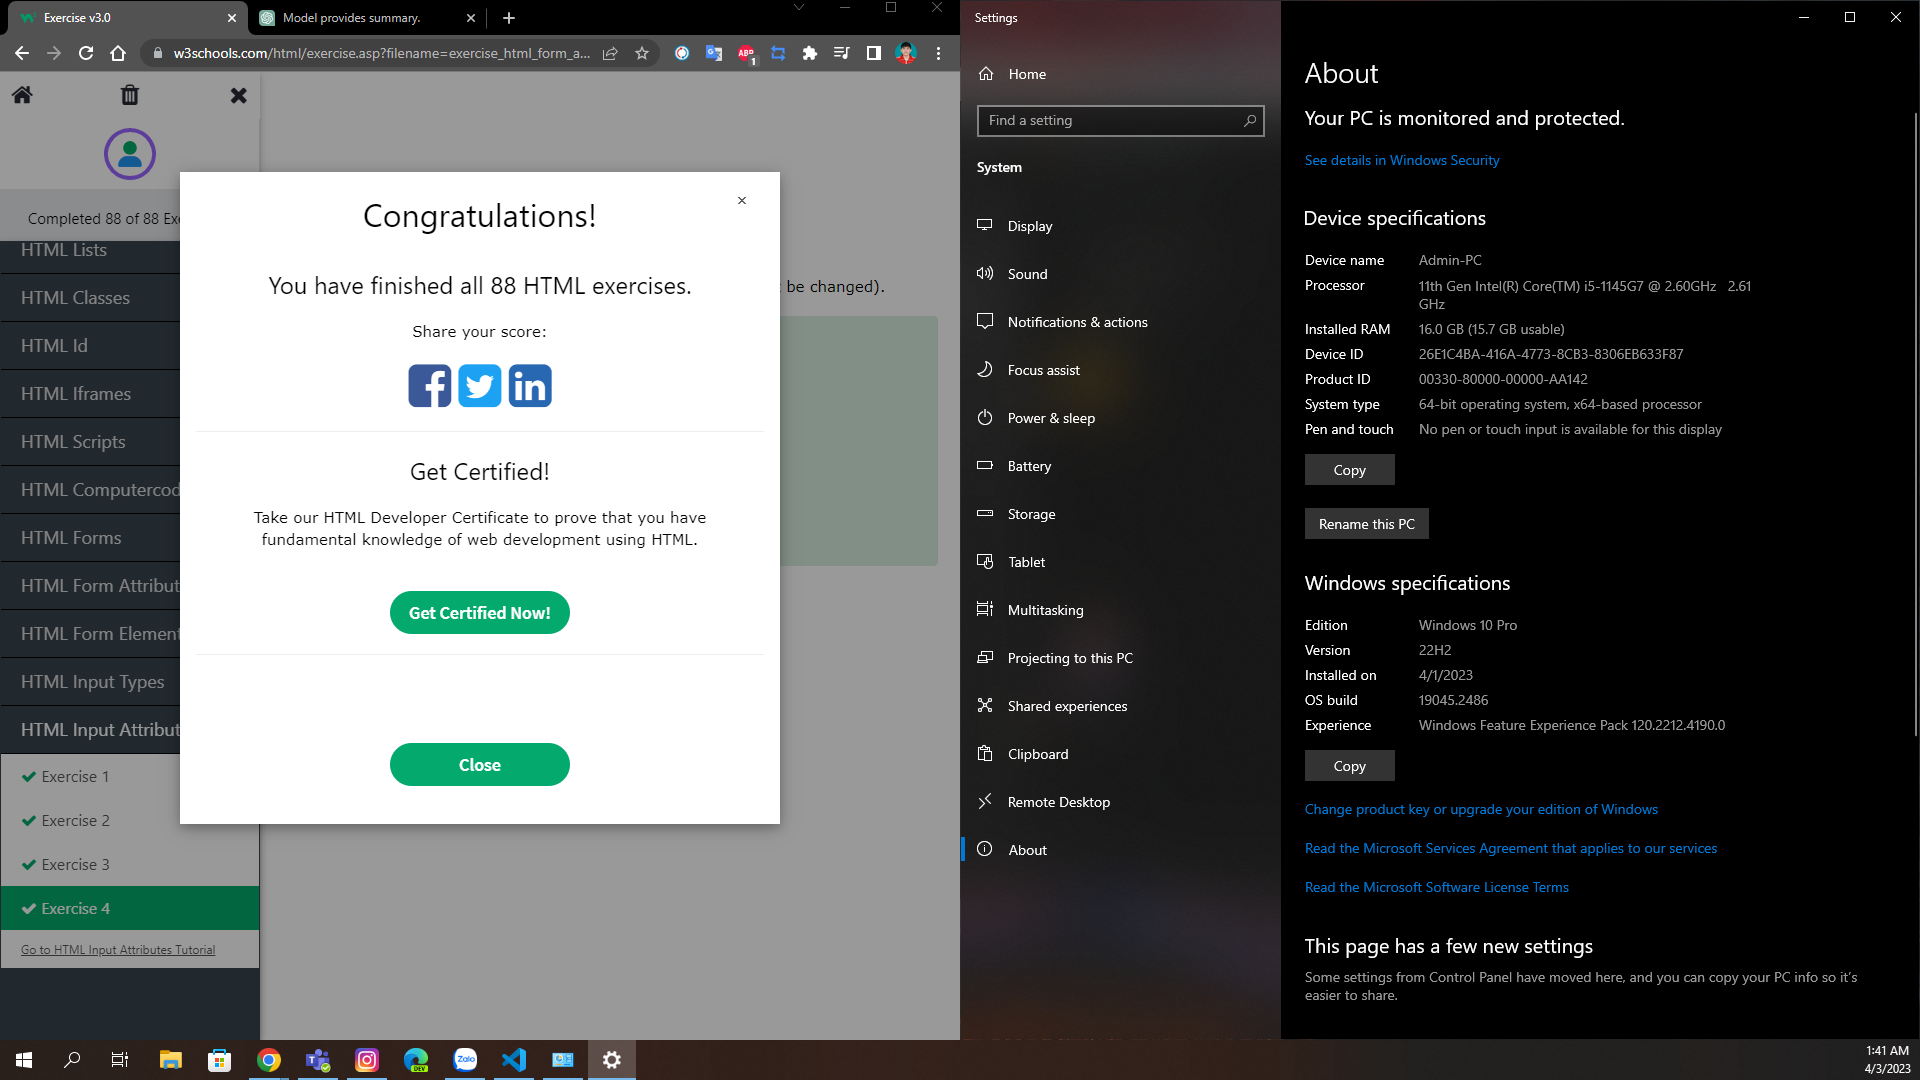 Exercise v3.0
Model provides summary.
w3schools.com/html/exercise.asp?filename=exercise_html_form_a...
ABP
1
Completed 88 of 88 Exe
HTML Lists
HTML Classes
HTML Id
HTML Iframes
HTML Scripts
HTML Computercod
HTML Forms
HTML Form Attribut
HTML Form Element
HTML Input Types
HTML Input Attribut
Exercise 1
Exercise 2
Exercise 3
Exercise 4
Go to HTML Input Attributes Tutorial
be changed).
×
Congratulations!
You have finished all 88 HTML exercises.
Share your score:
Get Certified!
Take our HTML Developer Certificate to prove that you have
fundamental knowledge of web development using HTML.
Get Certified Now!
Close
Settings
Home
Find a setting
System
Display
Sound
Notifications & actions
Focus assist
Power & sleep
Battery
Storage
Tablet
Multitasking
Projecting to this PC
Shared experiences
Clipboard
Remote Desktop
About
About
Your PC is monitored and protected.
See details in Windows Security
Device specifications
Device name Admin-PC
Processor 11th Gen Intel(R) Core(TM) i5-1145G7 @ 2.60GHz 2.61
GHz
Installed RAM 16.0 GB (15.7 GB usable)
Device ID 26E1C4BA-416A-4773-8CB3-8306EB633F87
Product ID 00330-80000-00000-AA142
System type 64-bit operating system, x64-based processor
Pen and touch No pen or touch input is available for this display
Copy
Rename this PC
Windows specifications
Edition Windows 10 Pro
Version 22H2
Installed on 4/1/2023
OS build 19045.2486
Experience Windows Feature Experience Pack 120.2212.4190.0
Copy
Change product key or upgrade your edition of Windows
Read the Microsoft Services Agreement that applies to our services
Read the Microsoft Software License Terms
This page has a few new settings
Some settings from Control Panel have moved here, and you can copy your PC info so it's
easier to share.
DEV
Zalo
1:41 AM
4/3/2023